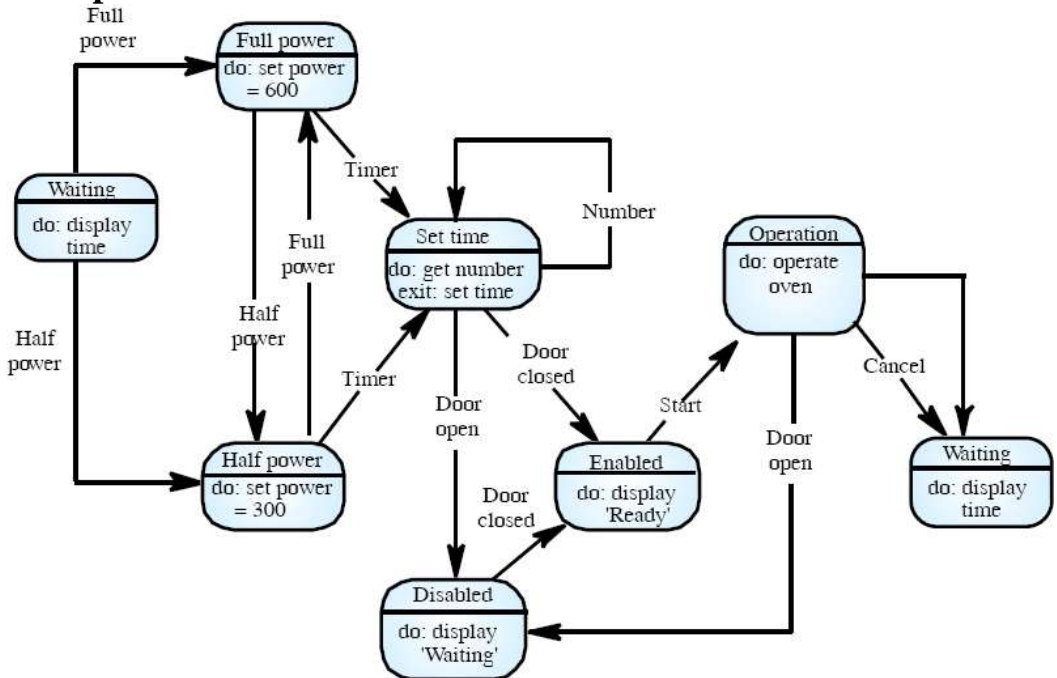 Full
power
Full power
do: set power
= 600
Timer
Waiting
do: display
time
Number
Set time
do: get number
exit: set time
Operation
do: operate
oven
Full
power
Half
power
Half
power
Timer
Door
closed
Door
open
Start
Cancel
Door
open
Half power
do: set power
= 300
Enabled
do: display
'Ready'
Waiting
do: display
time
Door
closed
Disabled
do: display
'Waiting'